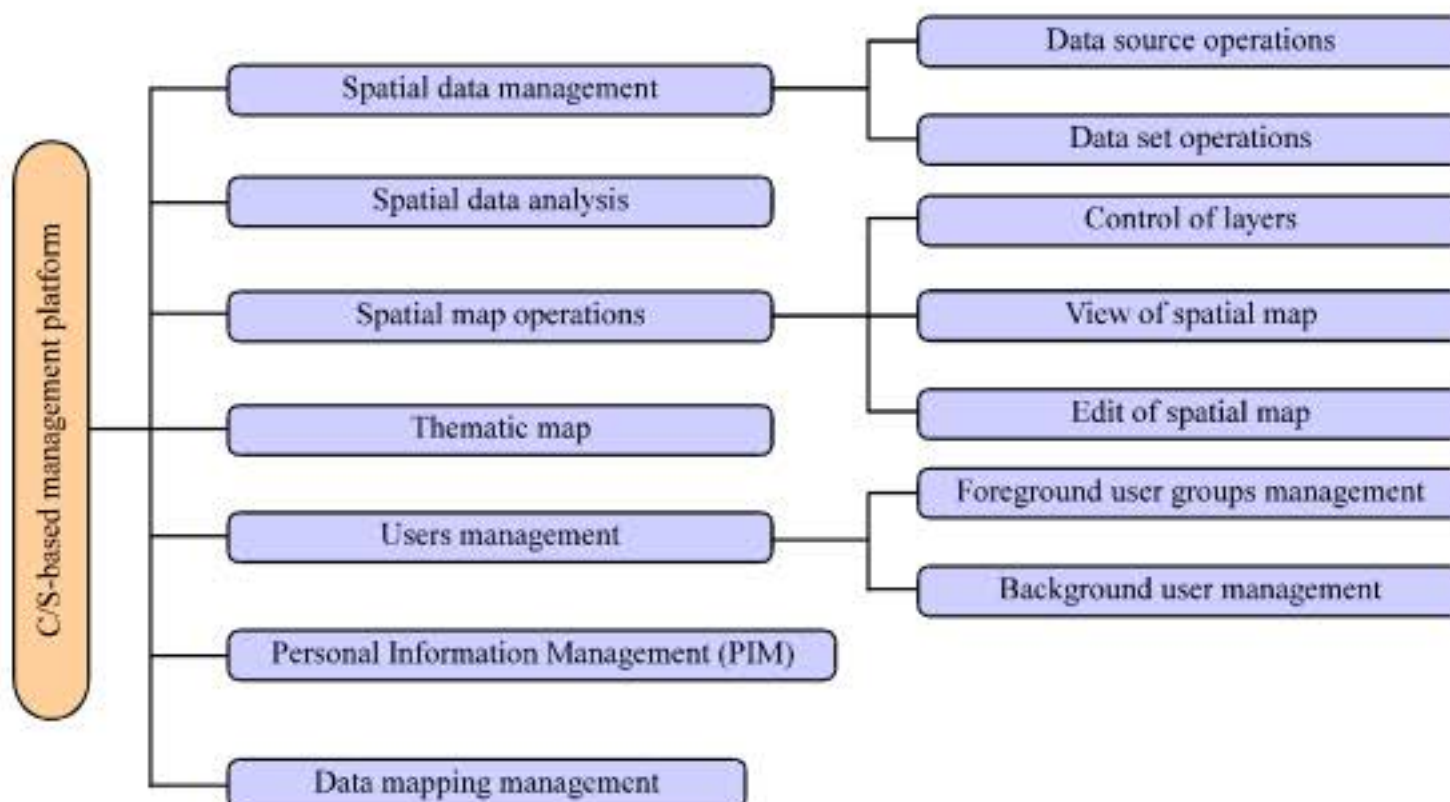 C/S-based management platform
Spatial data management
Data source operations
Data set operations
Spatial data analysis
Spatial map operations
Control of layers
View of spatial map
Edit of spatial map
Thematic map
Users management
Foreground user groups management
Background user management
Personal Information Management (PIM)
Data mapping management